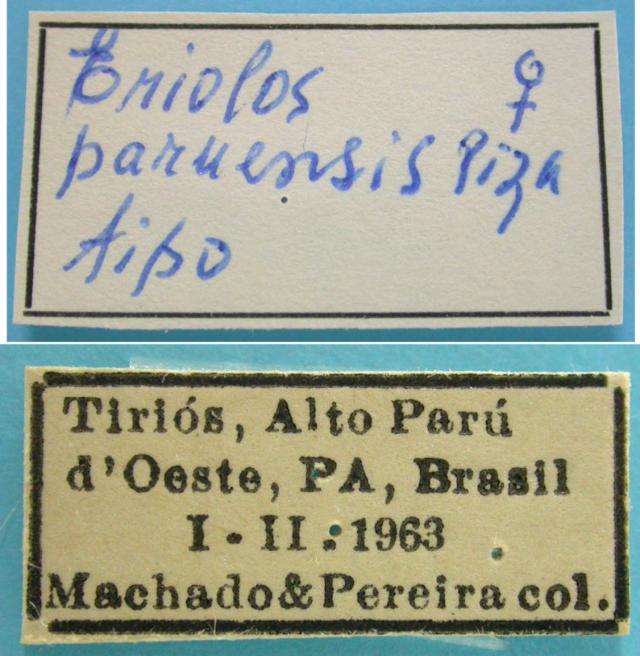 Eriolos ♀
paruensis Piza
tipo
Tiriós, Alto Parú
d'Oeste, PA, Brasil
I - II . 1963
Machado&Pereira col.